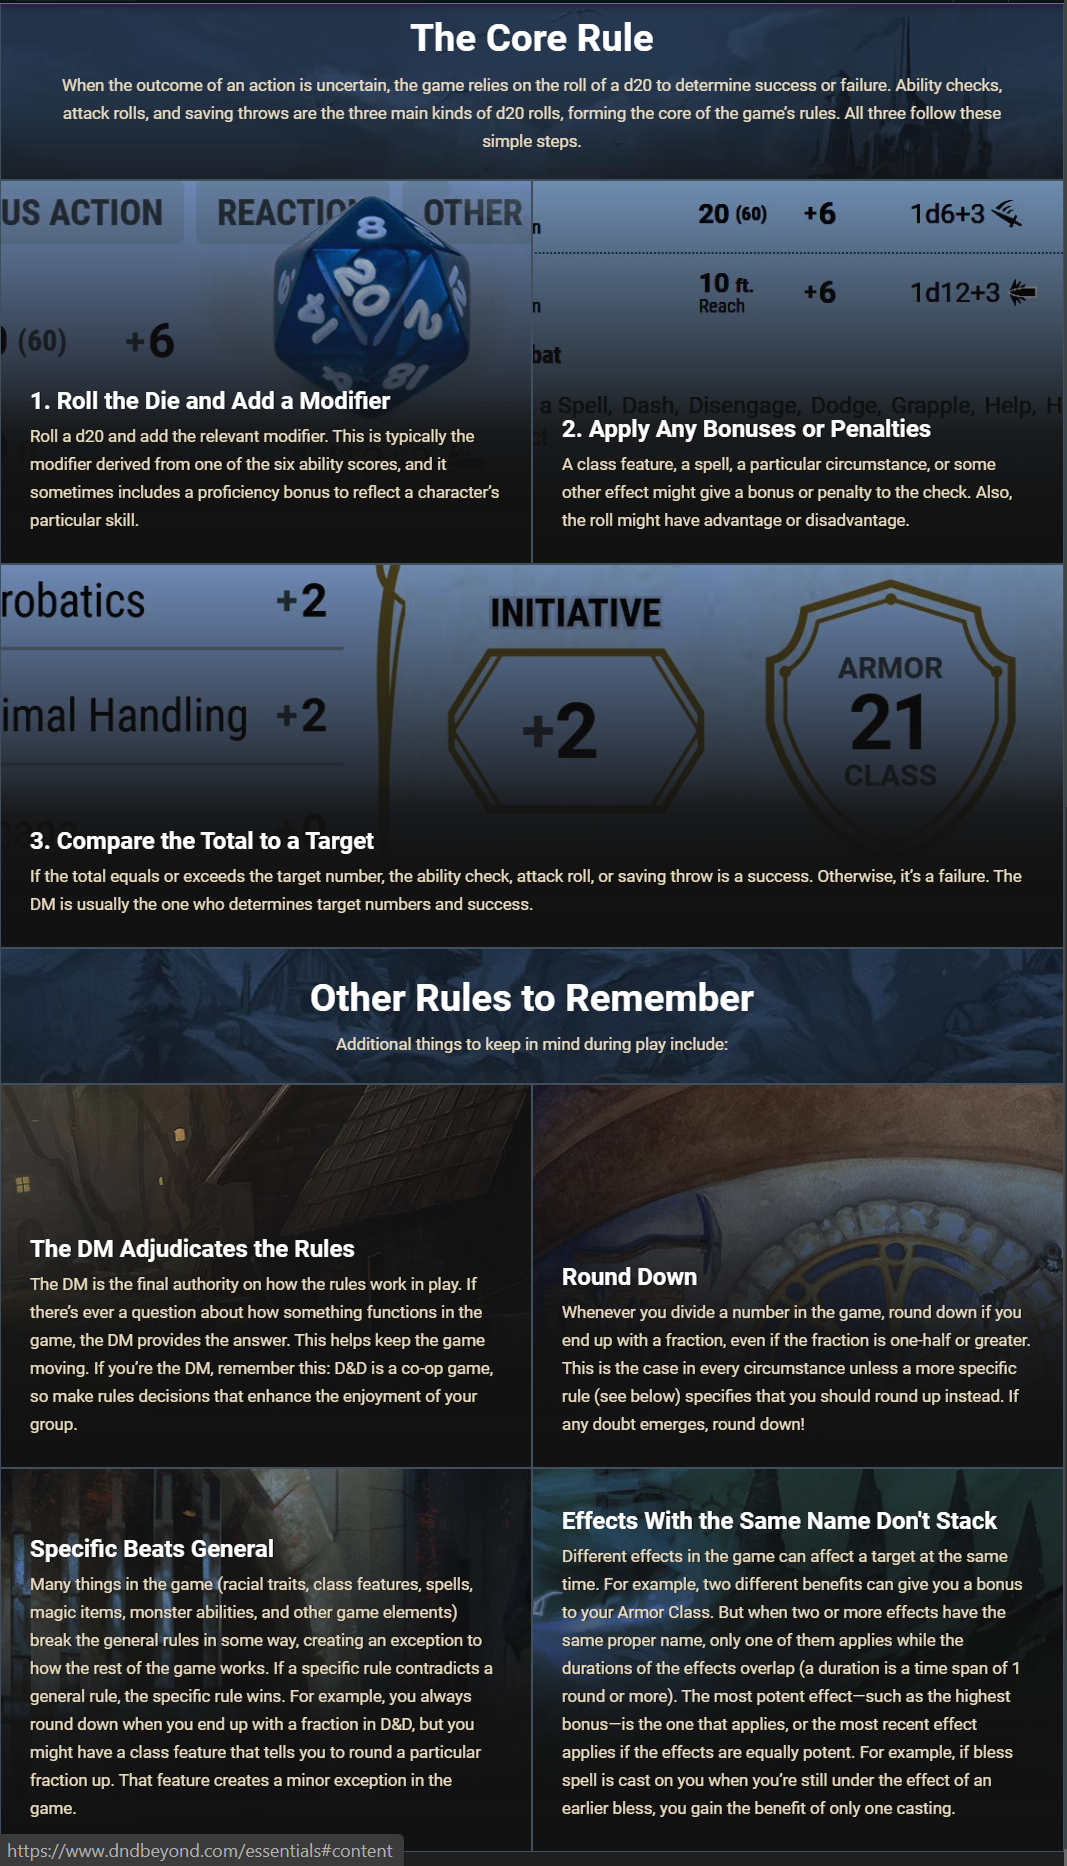 The Core Rule
When the outcome of an action is uncertain, the game relies on the roll of a d20 to determine success or failure. Ability checks,
attack rolls, and saving throws are the three main kinds of d20 rolls, forming the core of the game’s rules. All three follow these
simple steps.
US ACTION REACTIO OTHER
8
20
2
14
18
12
(60) +6
1. Roll the Die and Add a Modifier
Roll a d20 and add the relevant modifier. This is typically the
modifier derived from one of the six ability scores, and it
sometimes includes a proficiency bonus to reflect a character’s
particular skill.
n 20 (60) +6 1d6+3
10 ft. +6 1d12+3
n Reach
bat
a Spell, Dash, Disengage, Dodge, Grapple, Help, H
ct
2. Apply Any Bonuses or Penalties
A class feature, a spell, a particular circumstance, or some
other effect might give a bonus or penalty to the check. Also,
the roll might have advantage or disadvantage.
robatics +2
imal Handling +2
INITIATIVE
+2
ARMOR
21
CLASS
3. Compare the Total to a Target
If the total equals or exceeds the target number, the ability check, attack roll, or saving throw is a success. Otherwise, it’s a failure. The
DM is usually the one who determines target numbers and success.
Other Rules to Remember
Additional things to keep in mind during play include:
The DM Adjudicates the Rules
The DM is the final authority on how the rules work in play. If
there’s ever a question about how something functions in the
game, the DM provides the answer. This helps keep the game
moving. If you’re the DM, remember this: D&D is a co-op game,
so make rules decisions that enhance the enjoyment of your
group.
Round Down
Whenever you divide a number in the game, round down if you
end up with a fraction, even if the fraction is one-half or greater.
This is the case in every circumstance unless a more specific
rule (see below) specifies that you should round up instead. If
any doubt emerges, round down!
Specific Beats General
Many things in the game (racial traits, class features, spells,
magic items, monster abilities, and other game elements)
break the general rules in some way, creating an exception to
how the rest of the game works. If a specific rule contradicts a
general rule, the specific rule wins. For example, you always
round down when you end up with a fraction in D&D, but you
might have a class feature that tells you to round a particular
fraction up. That feature creates a minor exception in the
game.
Effects With the Same Name Don't Stack
Different effects in the game can affect a target at the same
time. For example, two different benefits can give you a bonus
to your Armor Class. But when two or more effects have the
same proper name, only one of them applies while the
durations of the effects overlap (a duration is a time span of 1
round or more). The most potent effect—such as the highest
bonus—is the one that applies, or the most recent effect
applies if the effects are equally potent. For example, if bless
spell is cast on you when you’re still under the effect of an
earlier bless, you gain the benefit of only one casting.
https://www.dndbeyond.com/essentials#content